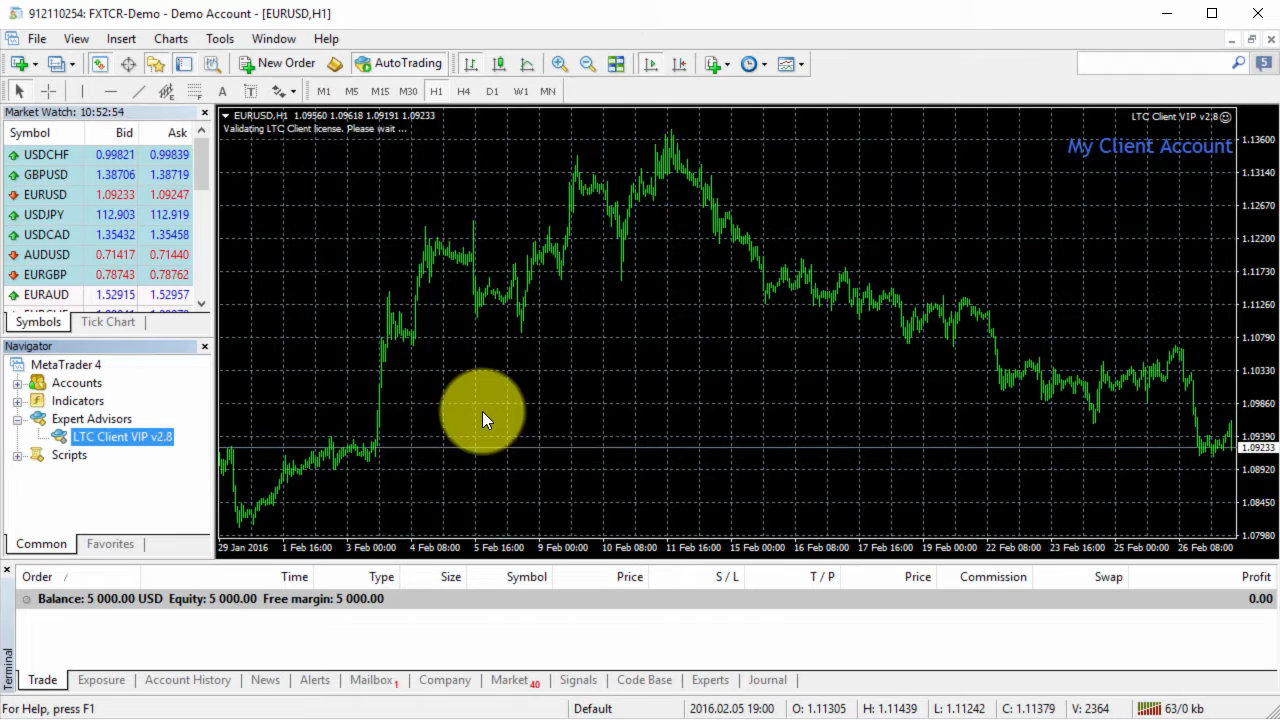 912110254: FXTCR-Demo - Demo Account - [EURUSD,H1]
File View Insert Charts Tools Window Help
New Order AutoTrading 5
A T M1 M5 M15 M30 H1 H4 D1 W1 MN
Market Watch: 10:52:54
Symbol Bid Ask
USDCHF 0.99821 0.99839
GBPUSD 1.38706 1.38719
EURUSD 1.09233 1.09247
USDJPY 112.903 112.919
USDCAD 1.35432 1.35458
AUDUSD 0.71417 0.71440
EURGBP 0.78743 0.78762
EURAUD 1.52915 1.52957
Symbols Tick Chart
Navigator
MetaTrader 4
Accounts
Indicators
Expert Advisors
LTC Client VIP v2.8
Scripts
Common Favorites
EURUSD,H1 1.09560 1.09618 1.09191 1.09233
Validating LTC Client license. Please wait ...
LTC Client VIP v2.8
My Client Account
1.13600
1.13140
1.12670
1.12200
1.11730
1.11260
1.10790
1.10330
1.09860
1.09390
1.09233
1.08920
1.08450
1.07980
29 Jan 2016 1 Feb 16:00 3 Feb 00:00 4 Feb 08:00 5 Feb 16:00 9 Feb 00:00 10 Feb 08:00 11 Feb 16:00 15 Feb 00:00 16 Feb 08:00 17 Feb 16:00 19 Feb 00:00 22 Feb 08:00 23 Feb 16:00 25 Feb 00:00 26 Feb 08:00
Order / Time Type Size Symbol Price S / L T / P Price Commission Swap Profit
Balance: 5 000.00 USD Equity: 5 000.00 Free margin: 5 000.00 0.00
Terminal
Trade Exposure Account History News Alerts Mailbox 1 Company Market 40 Signals Code Base Experts Journal
For Help, press F1 Default 2016.02.05 19:00 O: 1.11305 H: 1.11439 L: 1.11242 C: 1.11379 V: 2364 63/0 kb